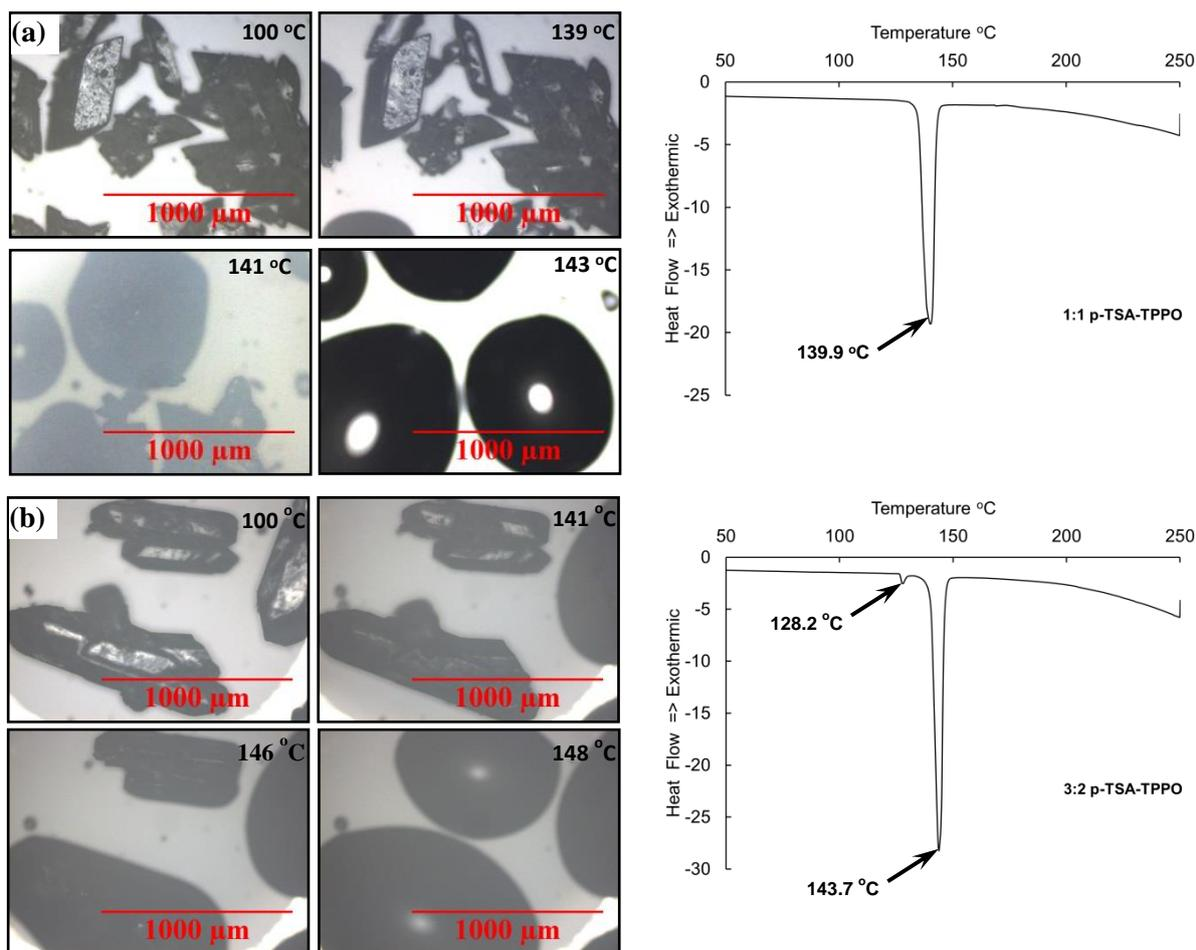 (a)
100 °C
1000 µm
139 °C
1000 µm
141 °C
1000 µm
143 °C
1000 µm
Temperature °C
50 100 150 200 250
0
-5
-10
-15
-20
-25
Heat Flow => Exothermic
139.9 °C
1:1 p-TSA-TPPO
(b)
100 °C
1000 µm
141 °C
1000 µm
146 °C
1000 µm
148 °C
1000 µm
Temperature °C
50 100 150 200 250
0
-5
-10
-15
-20
-25
-30
Heat Flow => Exothermic
128.2 °C
143.7 °C
3:2 p-TSA-TPPO